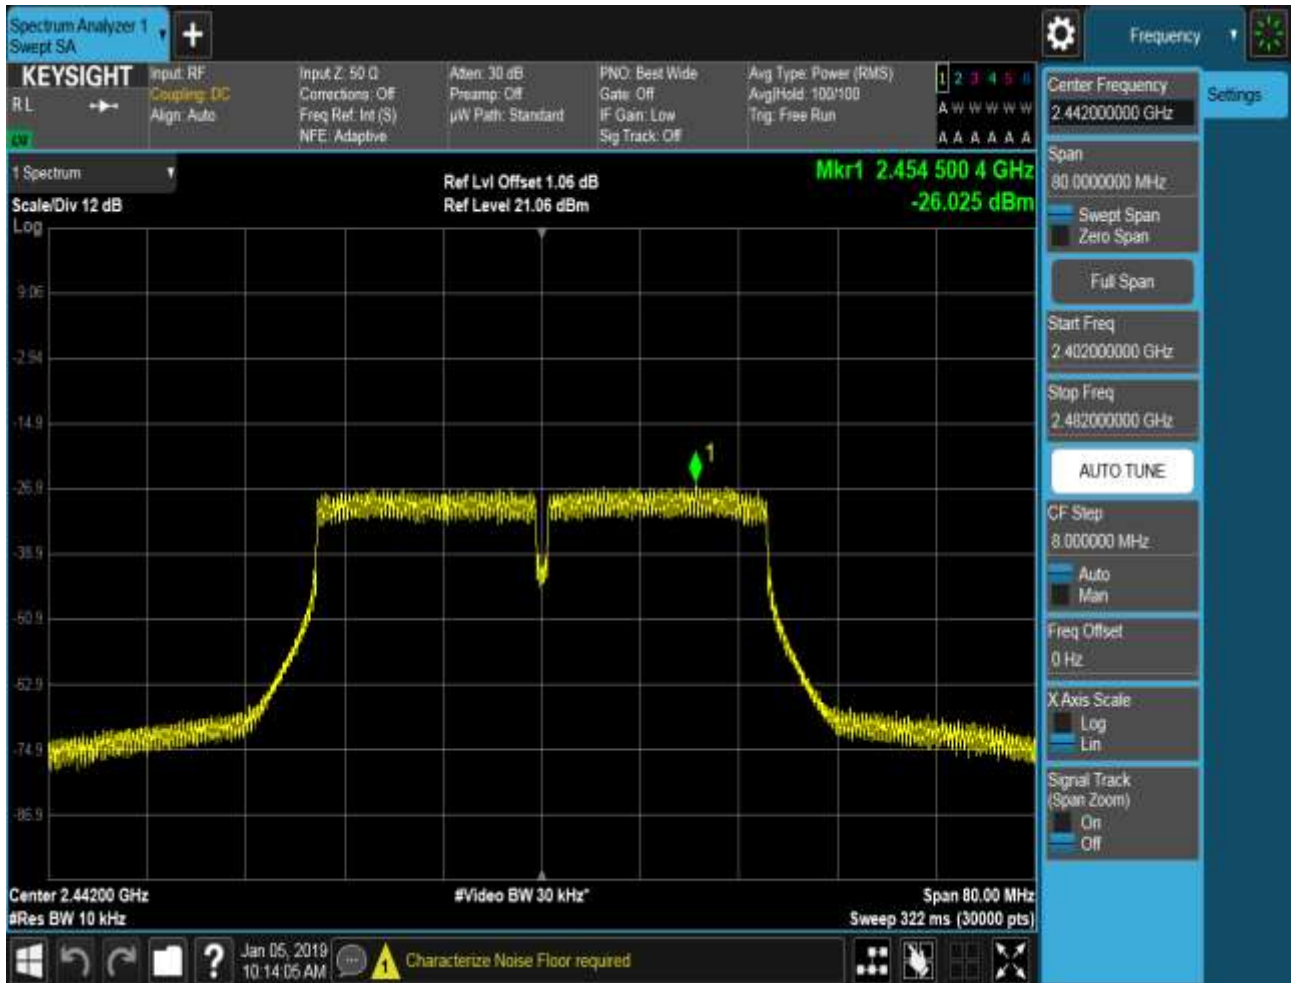 Spectrum Analyzer 1
Swept SA
+
Frequency
KEYSIGHT
R L
Input: RF
Coupling: DC
Align: Auto
Input Z: 50 Ω
Corrections: Off
Freq Ref: Int (S)
NFE: Adaptive
Atten: 30 dB
Preamp: Off
µW Path: Standard
PNO: Best Wide
Gate: Off
IF Gain: Low
Sig Track: Off
Avg Type: Power (RMS)
Avg|Hold: 100/100
Trig: Free Run
1 2 3 4 5 6
A W W W W W
A A A A A A
1 Spectrum
Scale/Div 12 dB
Log
Ref Lvl Offset 1.06 dB
Ref Level 21.06 dBm
Mkr1 2.454 500 4 GHz
-26.025 dBm
9.06
-2.94
-14.9
-26.9
-38.9
-50.9
-62.9
-74.9
-86.9
1
Center 2.44200 GHz
#Res BW 10 kHz
#Video BW 30 kHz*
Span 80.00 MHz
Sweep 322 ms (30000 pts)
Center Frequency
2.442000000 GHz
Settings
Span
80.0000000 MHz
Swept Span
Zero Span
Full Span
Start Freq
2.402000000 GHz
Stop Freq
2.482000000 GHz
AUTO TUNE
CF Step
8.000000 MHz
Auto
Man
Freq Offset
0 Hz
X Axis Scale
Log
Lin
Signal Track
(Span Zoom)
On
Off
?
Jan 05, 2019
10:14:05 AM
1
Characterize Noise Floor required